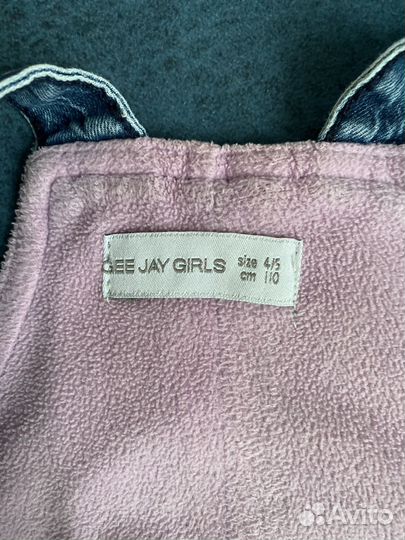 GEE JAY GIRLS size 4/5
cm 110
Avito